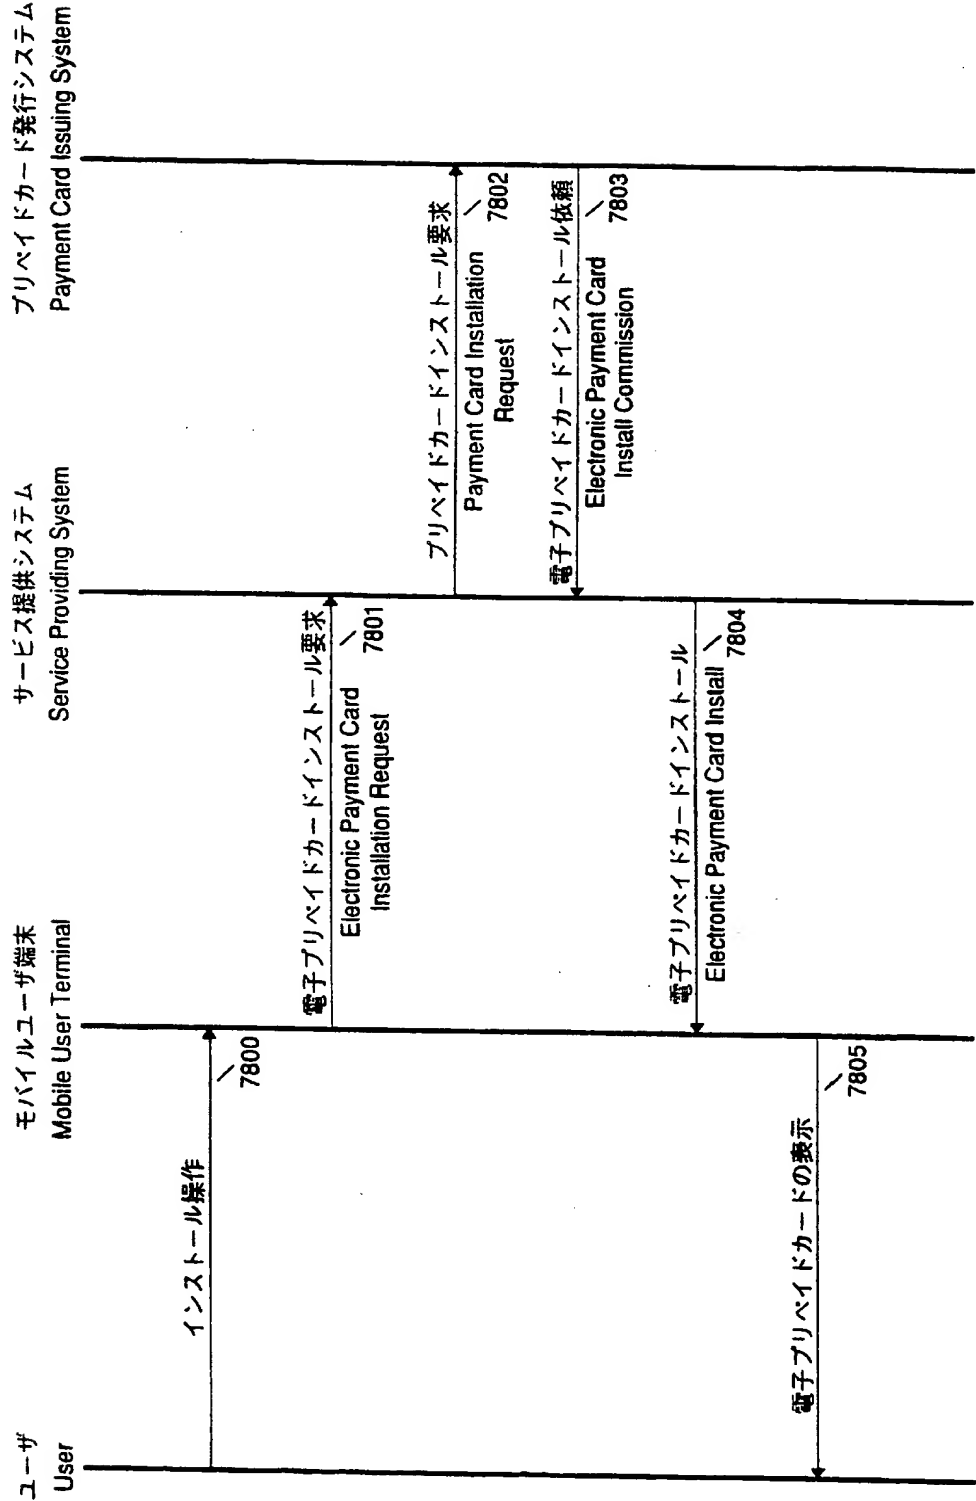 ユーザ
User
モバイルユーザ端末
Mobile User Terminal
サービス提供システム
Service Providing System
プリペイドカード発行システム
Payment Card Issuing System
インストール操作
7800
電子プリペイドカードインストール要求
7801
Electronic Payment Card
Installation Request
プリペイドカードインストール要求
7802
Payment Card Installation
Request
電子プリペイドカードインストール依頼
7803
Electronic Payment Card
Install Commission
電子プリペイドカードインストール
Electronic Payment Card Install
7804
電子プリペイドカードの表示
7805